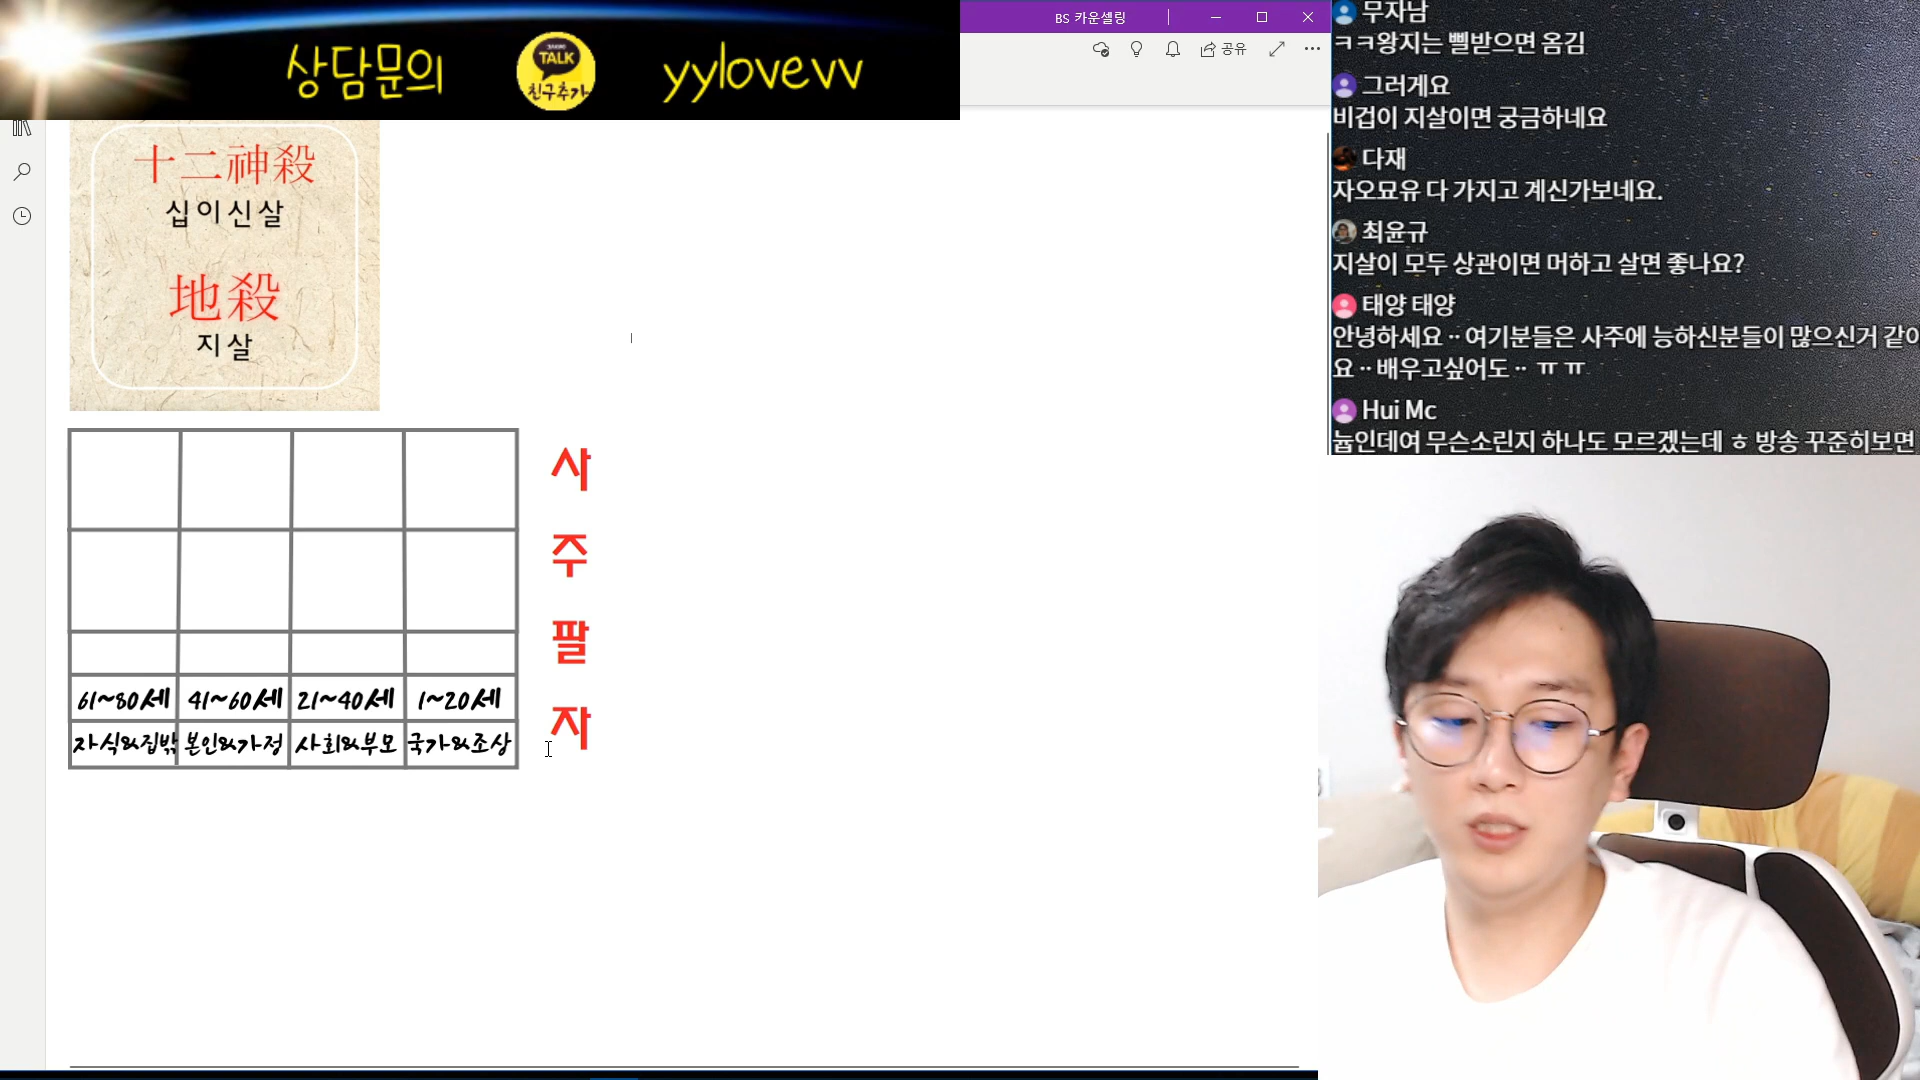 상담문의
TALK
친구추가
yylovevv
BS 카운셀링
공유
十二神殺
십이신살
地殺
지살
사
주
팔
자
61~80세 41~60세 21~40세 1~20세
자식&집밖 본인&가정 사회&부모 국가&조상
무자남
ㅋㅋ왕지는 삘받으면 옴김
그러게요
비겁이 지살이면 궁금하네요
다재
자오묘유 다 가지고 계신가보네요.
최윤규
지살이 모두 상관이면 머하고 살면 좋나요?
태양 태양
안녕하세요 ·· 여기분들은 사주에 능하신분들이 많으신거 같아
요 ·· 배우고싶어도 ·· ㅠㅠ
Hui Mc
늅인데여 무슨소린지 하나도 모르겠는데 ㅎ 방송 꾸준히보면